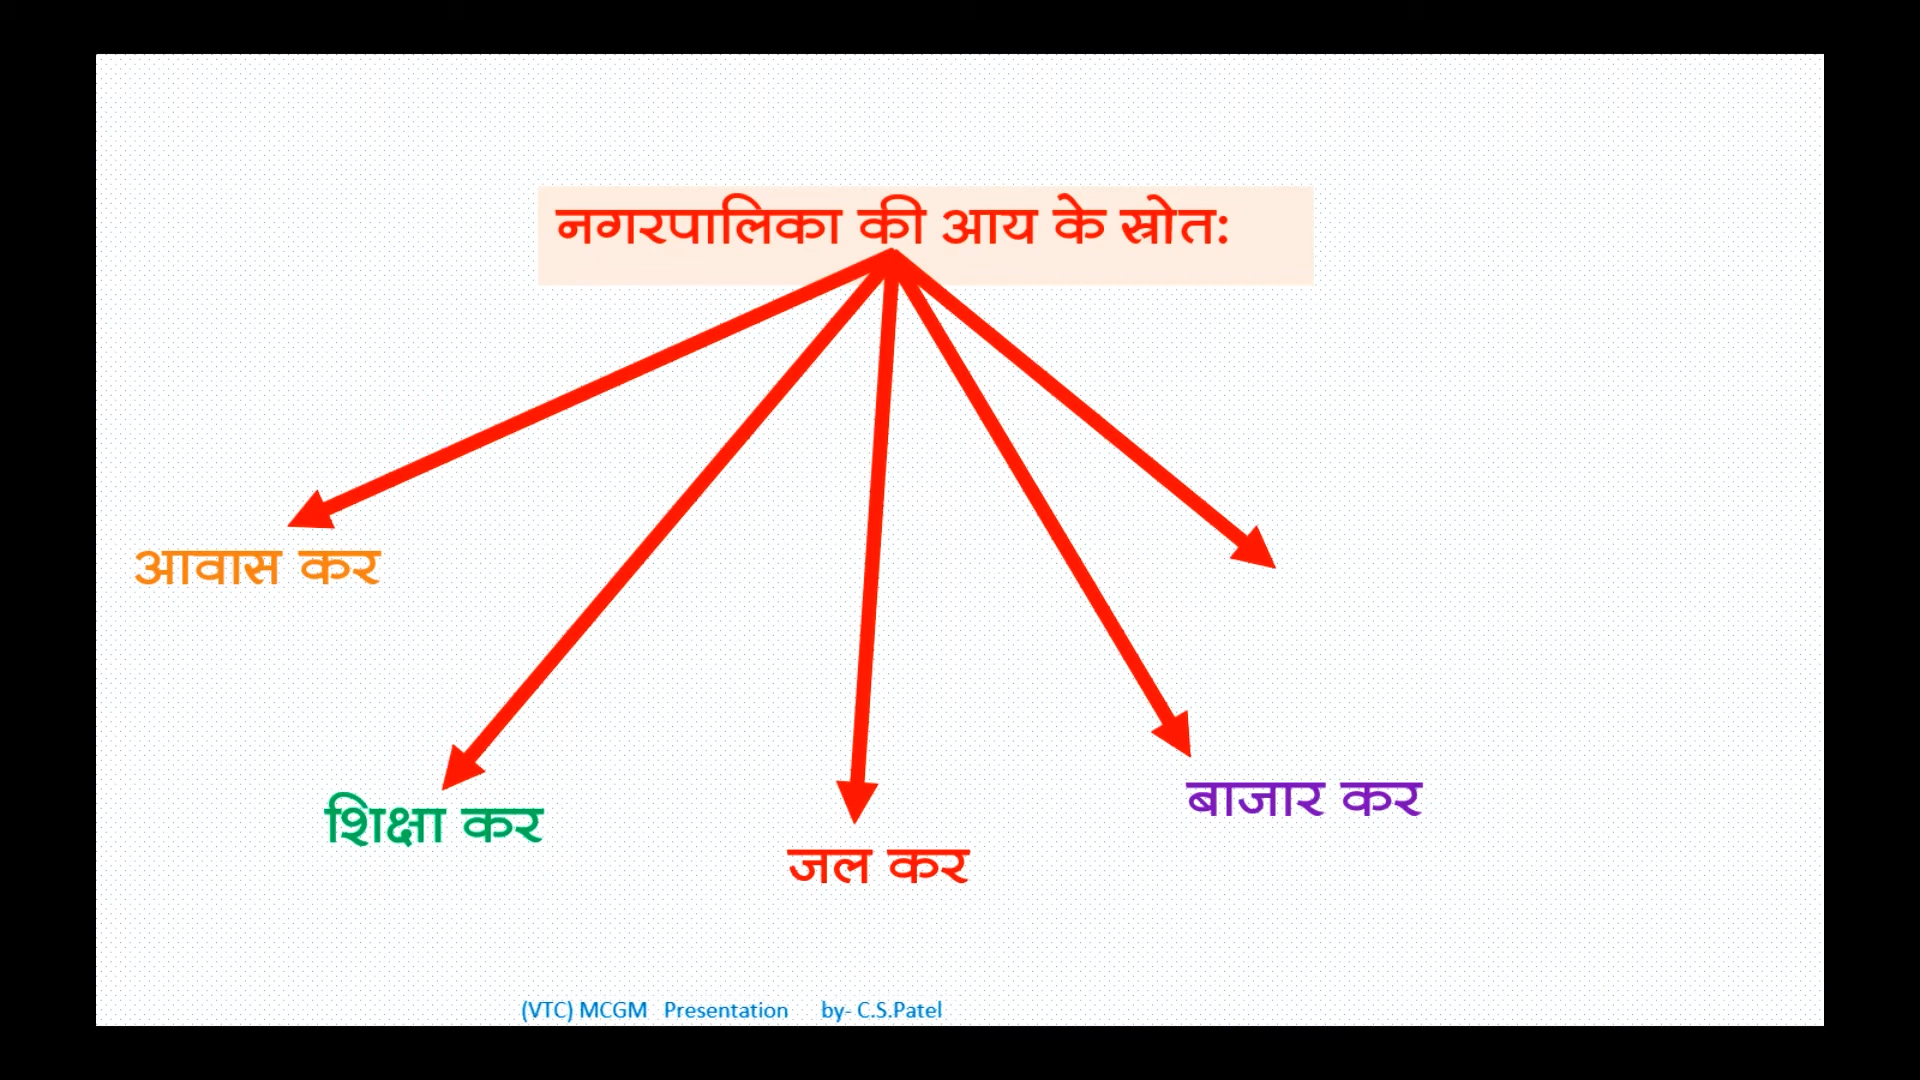 नगरपालिका की आय के स्रोत:
आवास कर
शिक्षा कर
जल कर
बाजार कर
(VTC) MCGM Presentation by- C.S.Patel